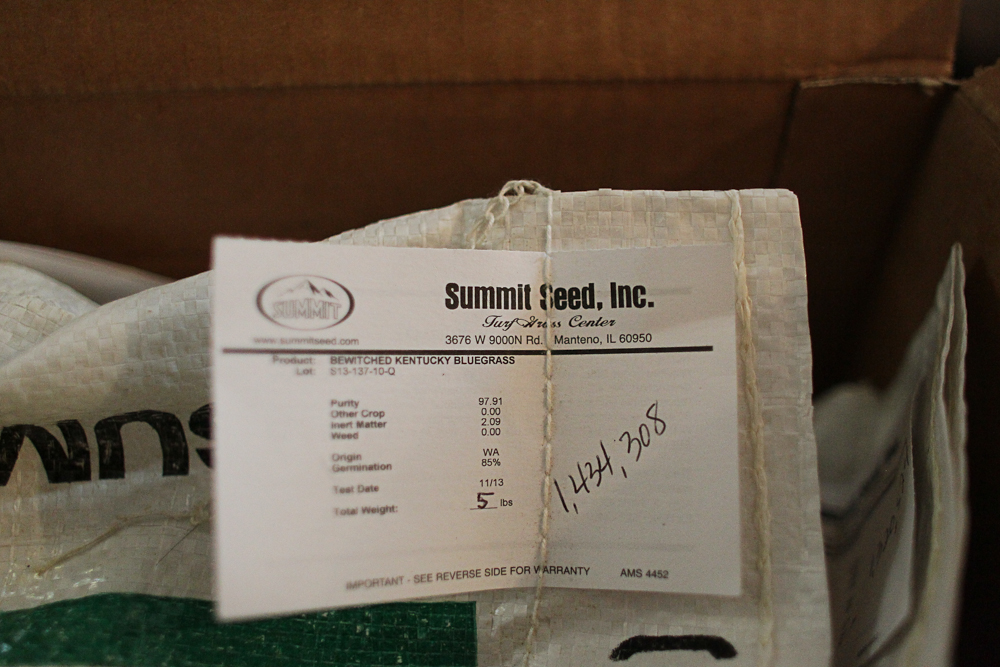 SUMMIT
www.summitseed.com
Summit Seed, Inc.
Turf Grass Center
3676 W 9000N Rd. Manteno, IL 60950
Product: BEWITCHED KENTUCKY BLUEGRASS
Lot: S13-137-10-Q
Purity 97.91
Other Crop 0.00
Inert Matter 2.09
Weed 0.00
Origin WA
Germination 85%
Test Date 11/13
Total Weight: 5 lbs
1,434,308
IMPORTANT - SEE REVERSE SIDE FOR WARRANTY AMS 4452